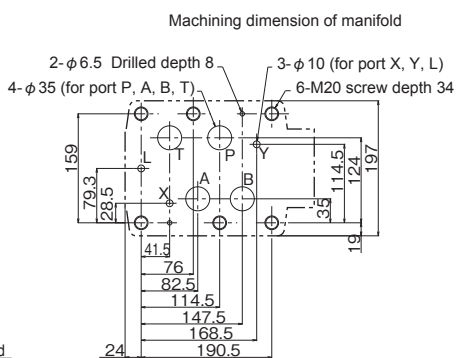 Machining dimension of manifold
2-φ6.5 Drilled depth 8
3-φ10 (for port X, Y, L)
4-φ35 (for port P, A, B, T)
6-M20 screw depth 34
T
P
Y
L
A
B
X
159
79.3
28.5
35
114.5
124
197
19
41.5
76
82.5
114.5
147.5
168.5
24
190.5